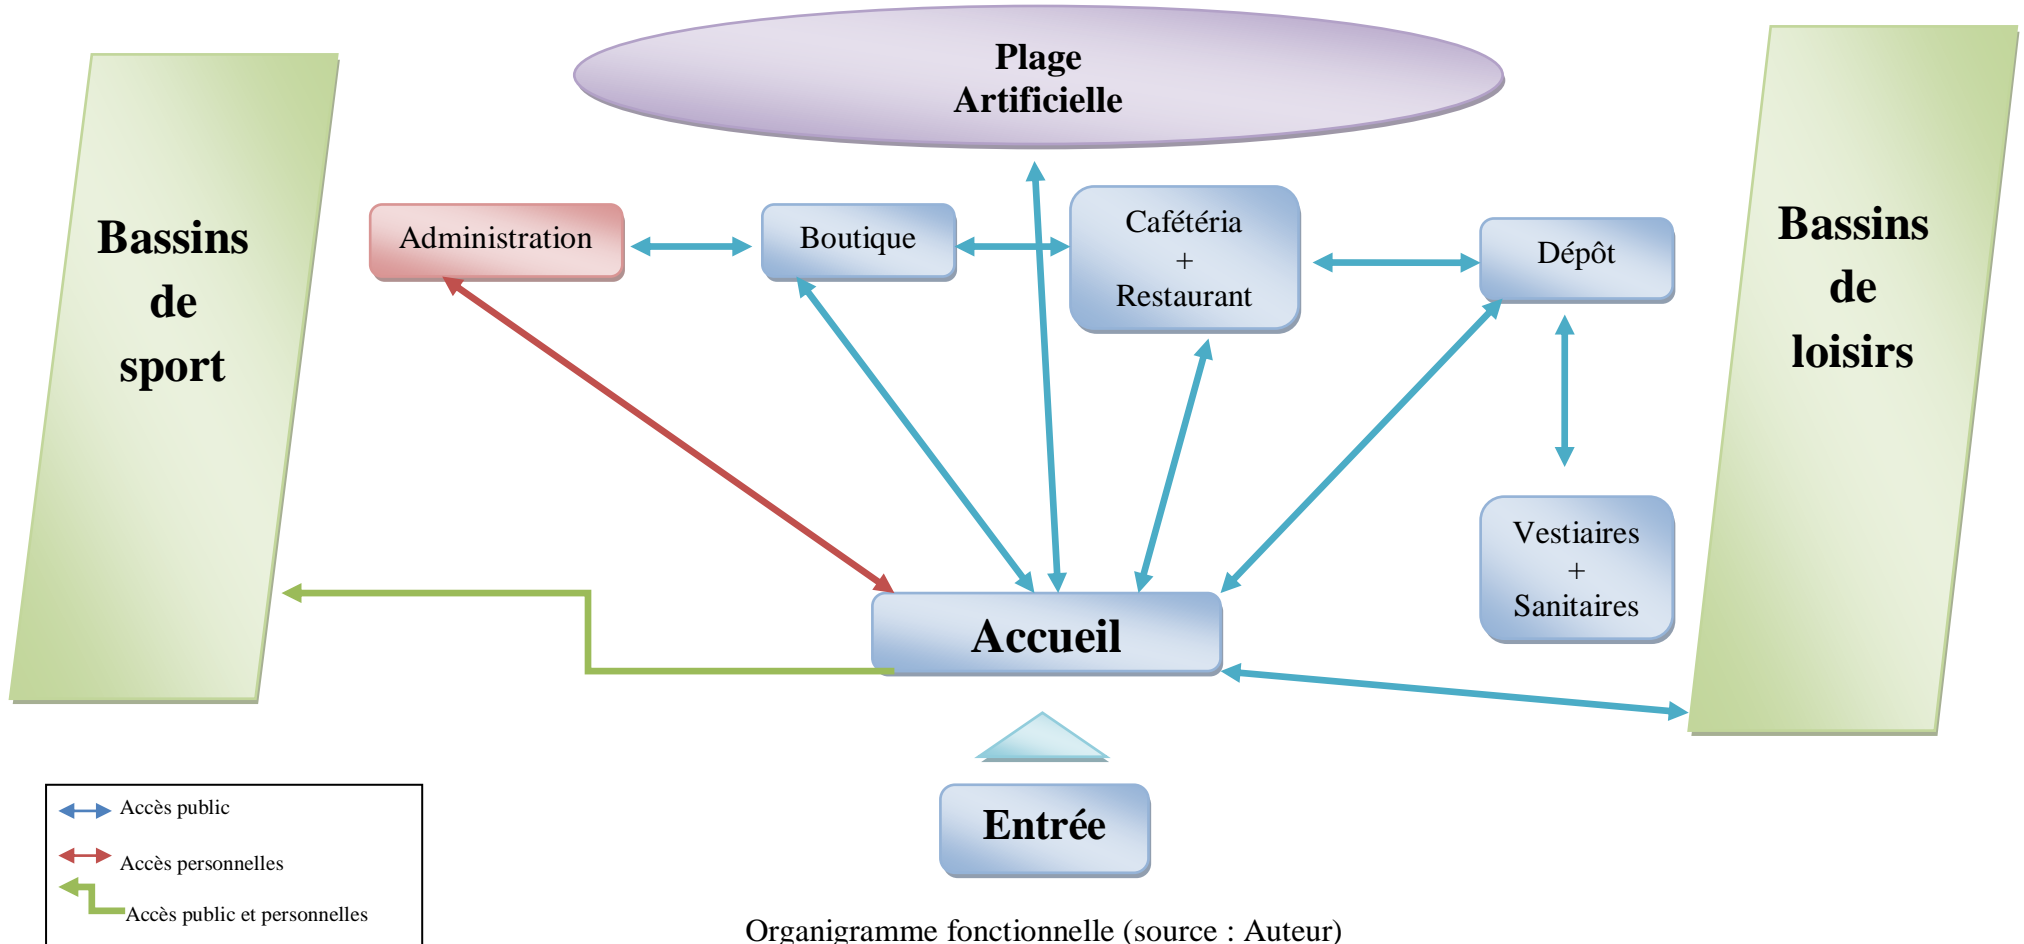 Plage
Artificielle
Bassins
de
sport
Administration
Boutique
Cafétéria
+
Restaurant
Dépôt
Bassins
de
loisirs
Vestiaires
+
Sanitaires
Accueil
Entrée
Accès public
Accès personnelles
Accès public et personnelles
Organigramme fonctionnelle (source : Auteur)